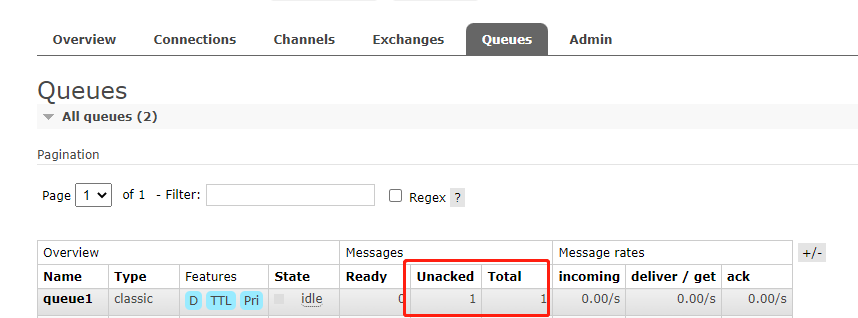 Overview Connections Channels Exchanges Queues Admin
Queues
All queues (2)
Pagination
Page 1 of 1 - Filter: Regex ?
Overview Messages Message rates +/-
Name Type Features State Ready Unacked Total incoming deliver / get ack
queue1 classic D TTL Pri idle 0 1 1 0.00/s 0.00/s 0.00/s